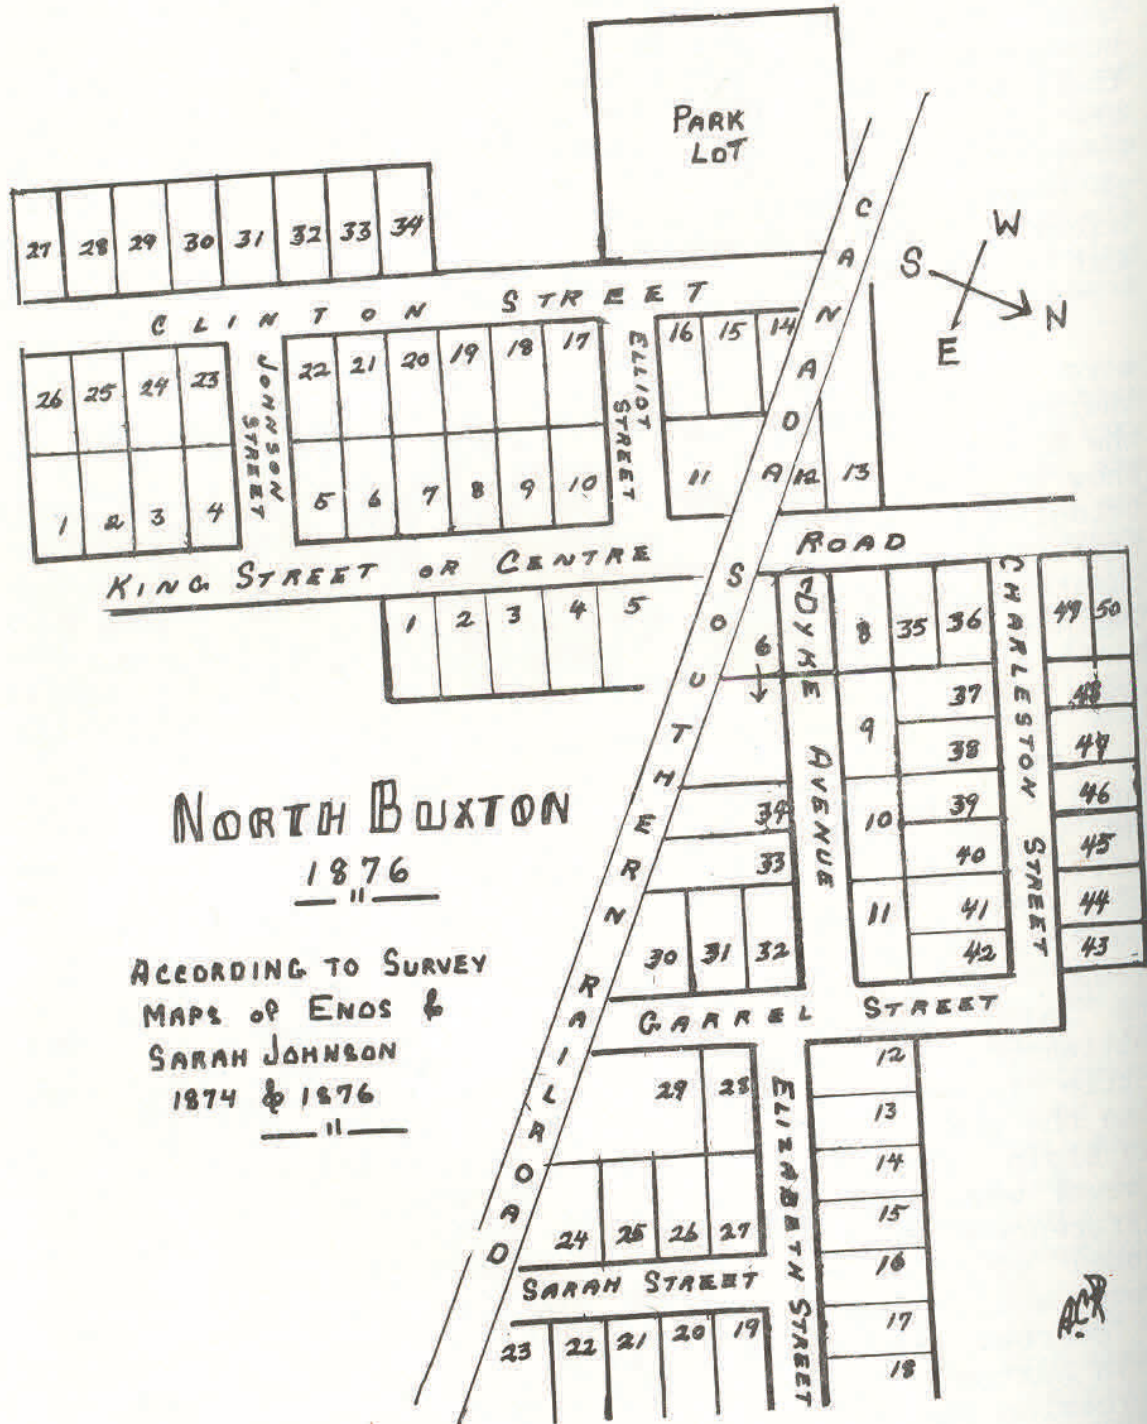 PARK
LOT
W
S
N
E
27 28 29 30 31 32 33 34
CLINTON STREET
26 25 24 23
JOHNSON
STREET
22 21 20 19 18 17
ELLIOT
STREET
16 15 14
1 2 3 4
5 6 7 8 9 10
11 12 13
KING STREET OR CENTRE ROAD
1 2 3 4 5
6
7
DYKE AVENUE
8 35 36
CHARLESTON STREET
49 50
9
10
11
37
38
39
40
41
42
48
47
46
45
44
43
34
33
30 31 32
CANADA SOUTHERN RAILROAD
NORTH BUXTON
1876
"
ACCORDING TO SURVEY
MAPS OF ENOS &
SARAH JOHNSON
1874 & 1876
"
GARREL STREET
29 28
24 25 26 27
ELIZABETH STREET
12
13
14
15
16
17
18
SARAH STREET
23 22 21 20 19